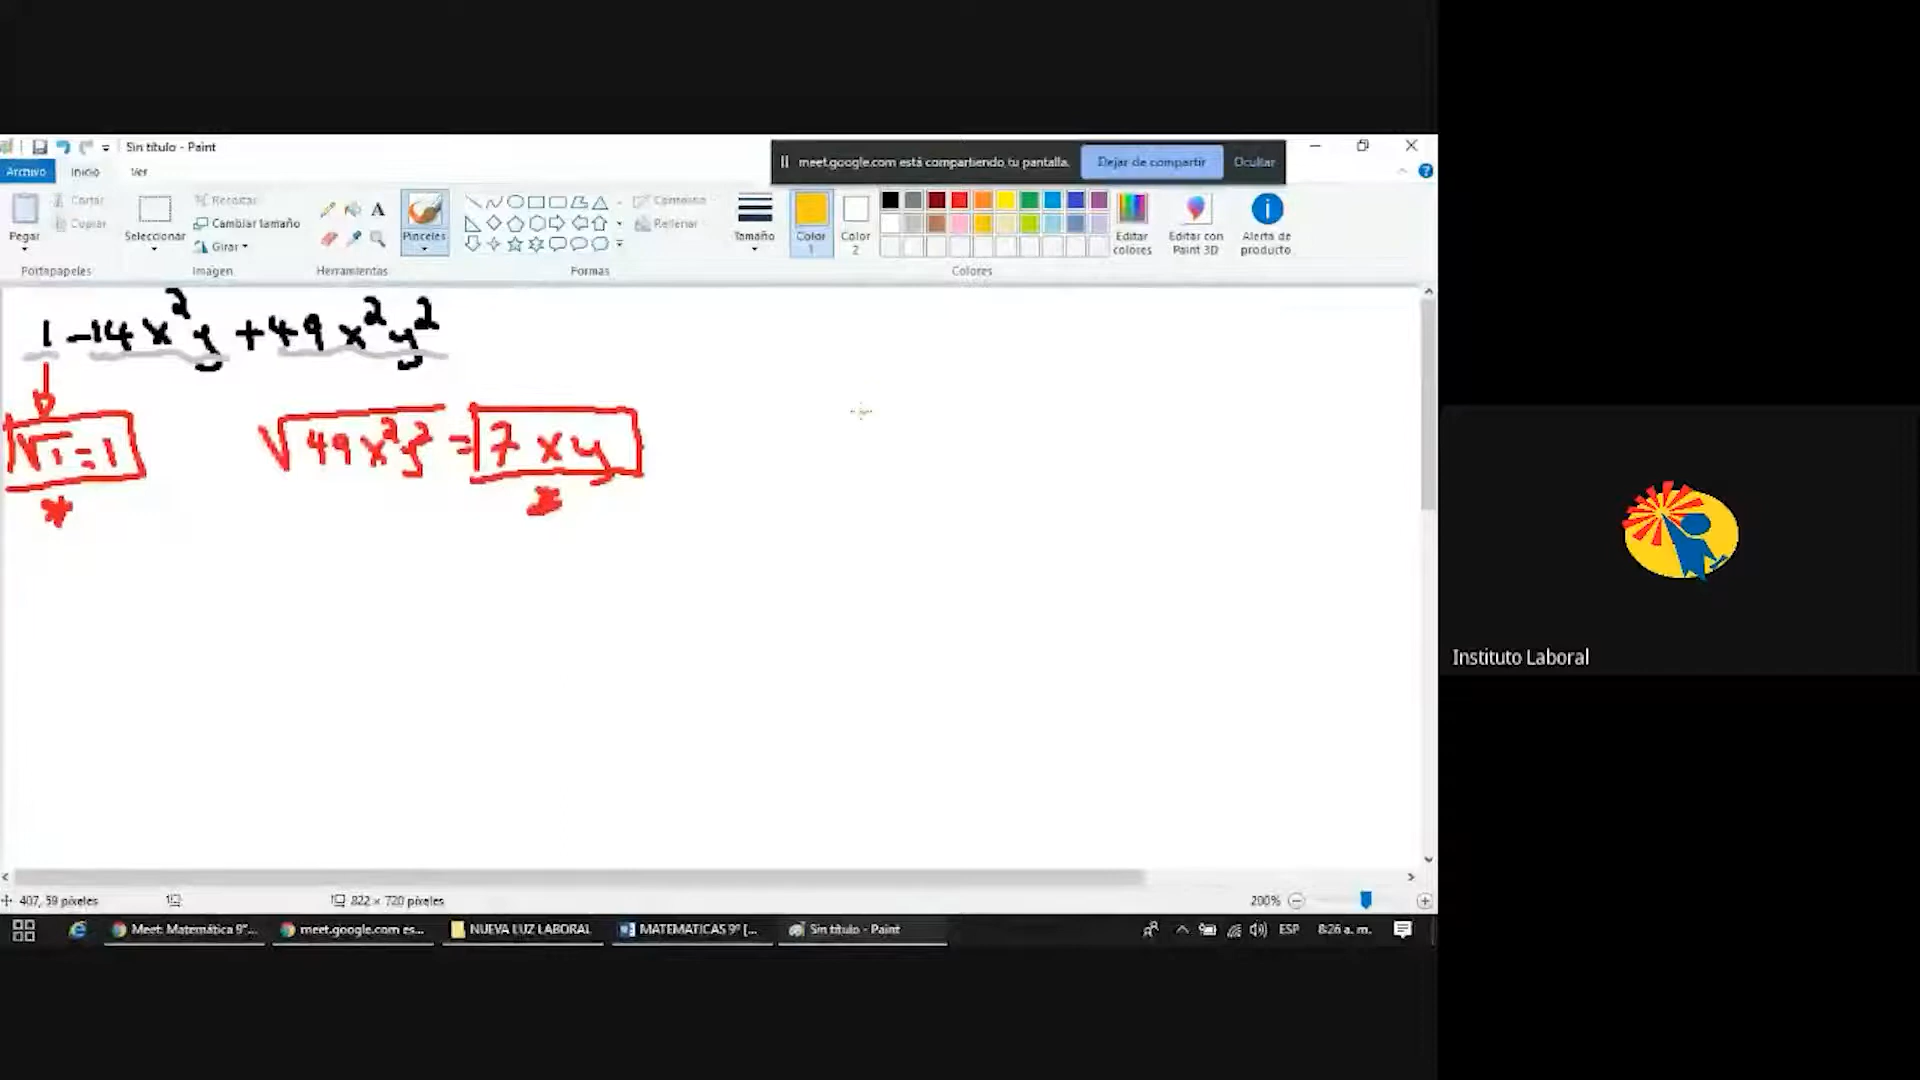 Sin título - Paint
meet.google.com está compartiendo tu pantalla.
Dejar de compartir
Ocultar
Archivo
Inicio
Ver
Pegar
Cortar
Copiar
Portapapeles
Seleccionar
Recortar
Cambiar tamaño
Girar
Imagen
A
Herramientas
Pinceles
Contorno
Rellenar
Formas
Tamaño
Color 1
Color 2
Colores
Editar colores
Editar con Paint 3D
Alerta de producto
1 - 14x²y + 49x²y²
√1 = 1
√49x²y² = 7xy
407, 59 píxeles
822 × 720 píxeles
200%
Meet: Matemática 9°...
meet.google.com es...
NUEVA LUZ LABORAL
MATEMATICAS 9º [...
Sin título - Paint
ESP
8:26 a. m.
Instituto Laboral